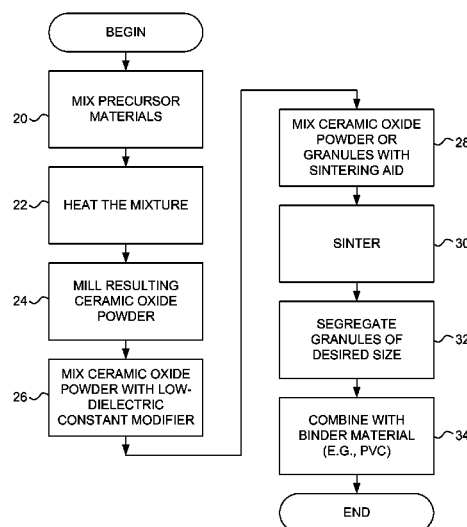 BEGIN
20
MIX PRECURSOR
MATERIALS
22
HEAT THE MIXTURE
24
MILL RESULTING
CERAMIC OXIDE
POWDER
26
MIX CERAMIC OXIDE
POWDER WITH LOW-
DIELECTRIC
CONSTANT MODIFIER
MIX CERAMIC OXIDE
POWDER OR
GRANULES WITH
SINTERING AID
28
SINTER
30
SEGREGATE
GRANULES OF
DESIRED SIZE
32
COMBINE WITH
BINDER MATERIAL
(E.G., PVC)
34
END